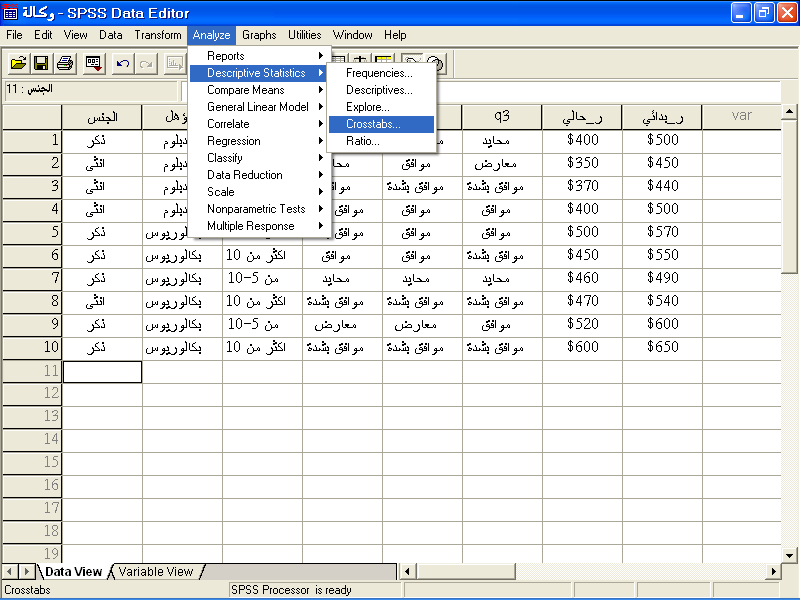 وكالة - SPSS Data Editor
File Edit View Data Transform Analyze Graphs Utilities Window Help
Reports
Descriptive Statistics
Compare Means
General Linear Model
Correlate
Regression
Classify
Data Reduction
Scale
Nonparametric Tests
Multiple Response
Frequencies...
Descriptives...
Explore...
Crosstabs...
Ratio...
11 : الجنس
الجنس ؤهل q3 ر_حالي ر_بدائي var
1 ذكر دبلوم محايد $400 $500
2 انثى دبلوم موافق معارض $350 $450
3 انثى دبلوم موافق بشدة موافق بشدة $370 $440
4 انثى دبلوم موافق موافق $400 $500
5 ذكر بكالوريوس بشدة موافق موافق $500 $570
6 ذكر بكالوريوس اكثر من 10 موافق موافق موافق بشدة $450 $550
7 ذكر بكالوريوس من 5-10 محايد محايد محايد $460 $490
8 انثى بكالوريوس اكثر من 10 موافق بشدة موافق بشدة موافق بشدة $470 $540
9 ذكر بكالوريوس من 5-10 معارض معارض موافق $520 $600
10 ذكر بكالوريوس اكثر من 10 موافق بشدة موافق بشدة موافق بشدة $600 $650
11
12
13
14
15
16
17
18
19
Data View Variable View
Crosstabs SPSS Processor is ready